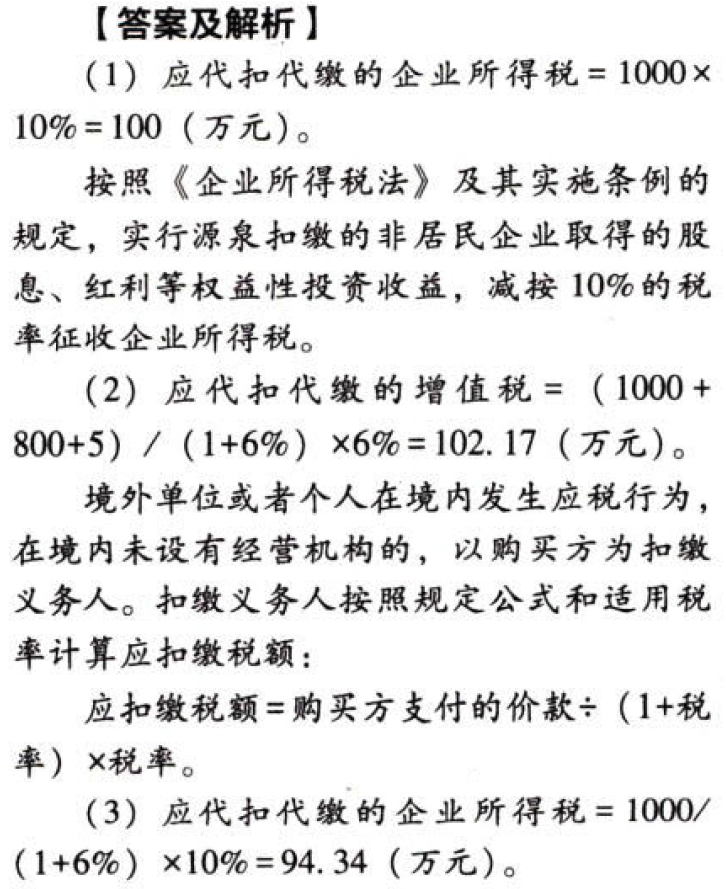 【答案及解析】
(1) 应代扣代缴的企业所得税=1000×
10%=100 (万元)。
按照《企业所得税法》及其实施条例的
规定，实行源泉扣缴的非居民企业取得的股
息、红利等权益性投资收益，减按10%的税
率征收企业所得税。
(2) 应代扣代缴的增值税= (1000+
800+5) / (1+6%) ×6%=102.17 (万元)。
境外单位或者个人在境内发生应税行为，
在境内未设有经营机构的，以购买方为扣缴
义务人。扣缴义务人按照规定公式和适用税
率计算应扣缴税额：
应扣缴税额=购买方支付的价款÷ (1+税
率) ×税率。
(3) 应代扣代缴的企业所得税=1000/
(1+6%) ×10%=94.34 (万元)。